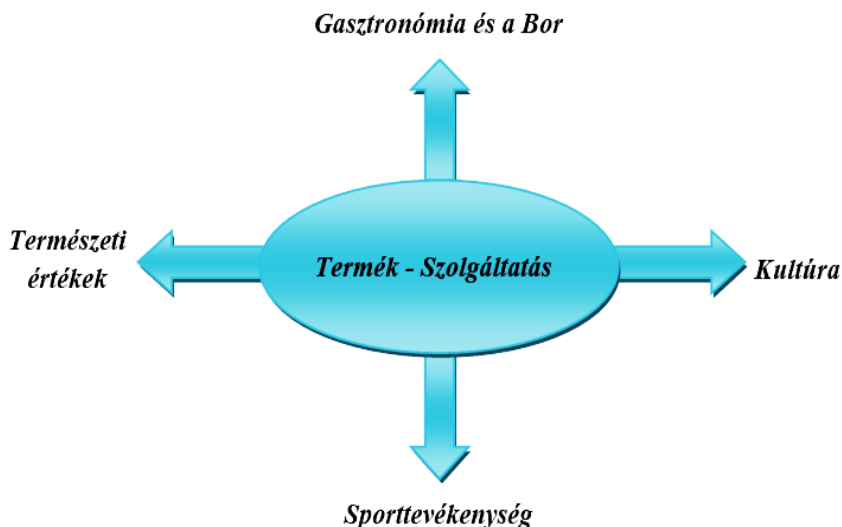 Gasztronómia és a Bor
Természeti
értékek
Termék - Szolgáltatás
Kultúra
Sporttevékenység